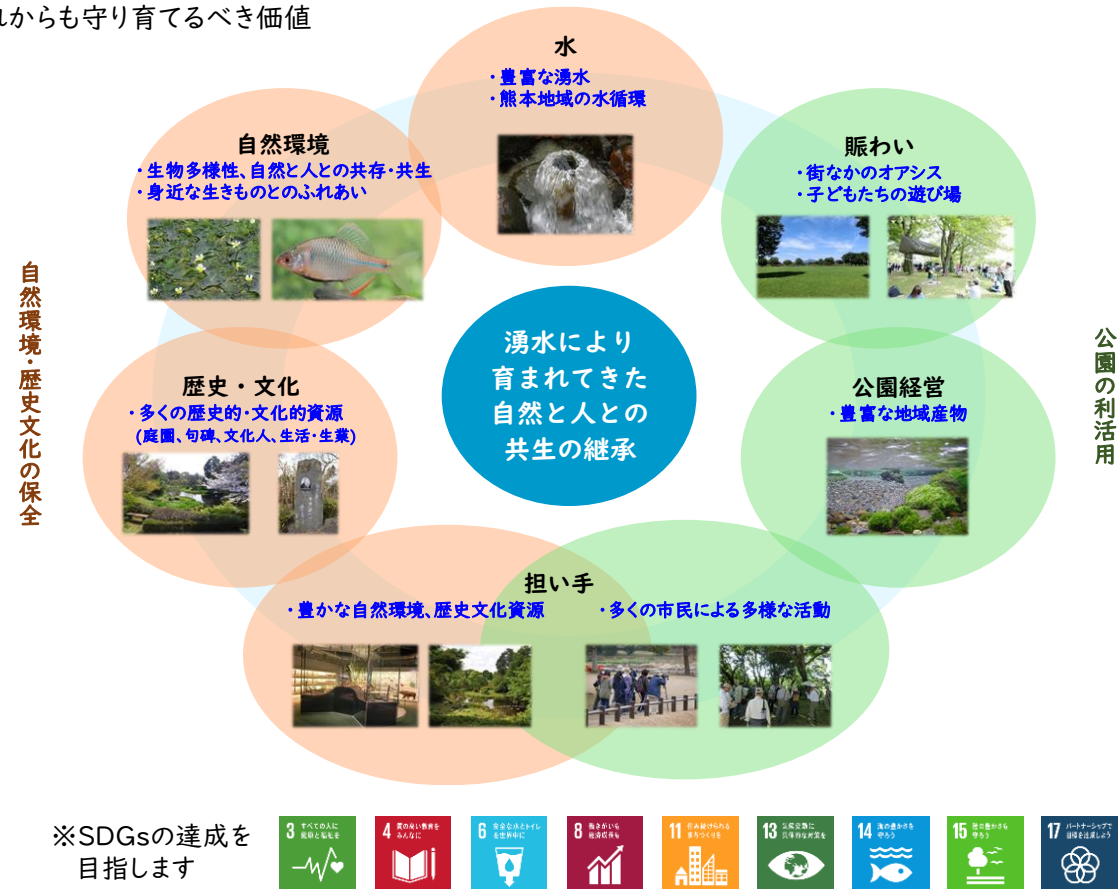 れからも守り育てるべき価値
水
・豊富な湧水
・熊本地域の水循環
自然環境
・生物多様性、自然と人との共存・共生
・身近な生きものとのふれあい
賑わい
・街なかのオアシス
・子どもたちの遊び場
自然環境・歴史文化の保全
湧水により
育まれてきた
自然と人との
共生の継承
公園の利活用
歴史・文化
・多くの歴史的・文化的資源
(庭園、句碑、文化人、生活・生業)
公園経営
・豊富な地域産物
担い手
・豊かな自然環境、歴史文化資源
・多くの市民による多様な活動
※SDGsの達成を
目指します
3 すべての人に
健康と福祉を
4 質の高い教育を
みんなに
6 安全な水とトイレ
を世界中に
8 働きがいも
経済成長も
11 住み続けられる
まちづくりを
13 気候変動に
具体的な対策を
14 海の豊かさを
守ろう
15 陸の豊かさも
守ろう
17 パートナーシップで
目標を達成しよう